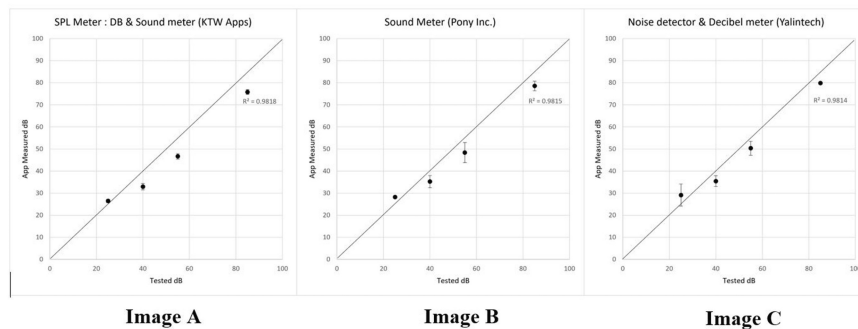 SPL Meter : DB & Sound meter (KTW Apps)
100
90
80
70
60
50
40
30
20
10
0
App Measured dB
R² = 0.9818
0 20 40 60 80 100
Tested dB
Image A
Sound Meter (Pony Inc.)
100
90
80
70
60
50
40
30
20
10
0
App Measured dB
R² = 0.9815
0 20 40 60 80 100
Tested dB
Image B
Noise detector & Decibel meter (Yalintech)
100
90
80
70
60
50
40
30
20
10
0
App Measured dB
R² = 0.9814
0 20 40 60 80 100
Tested dB
Image C